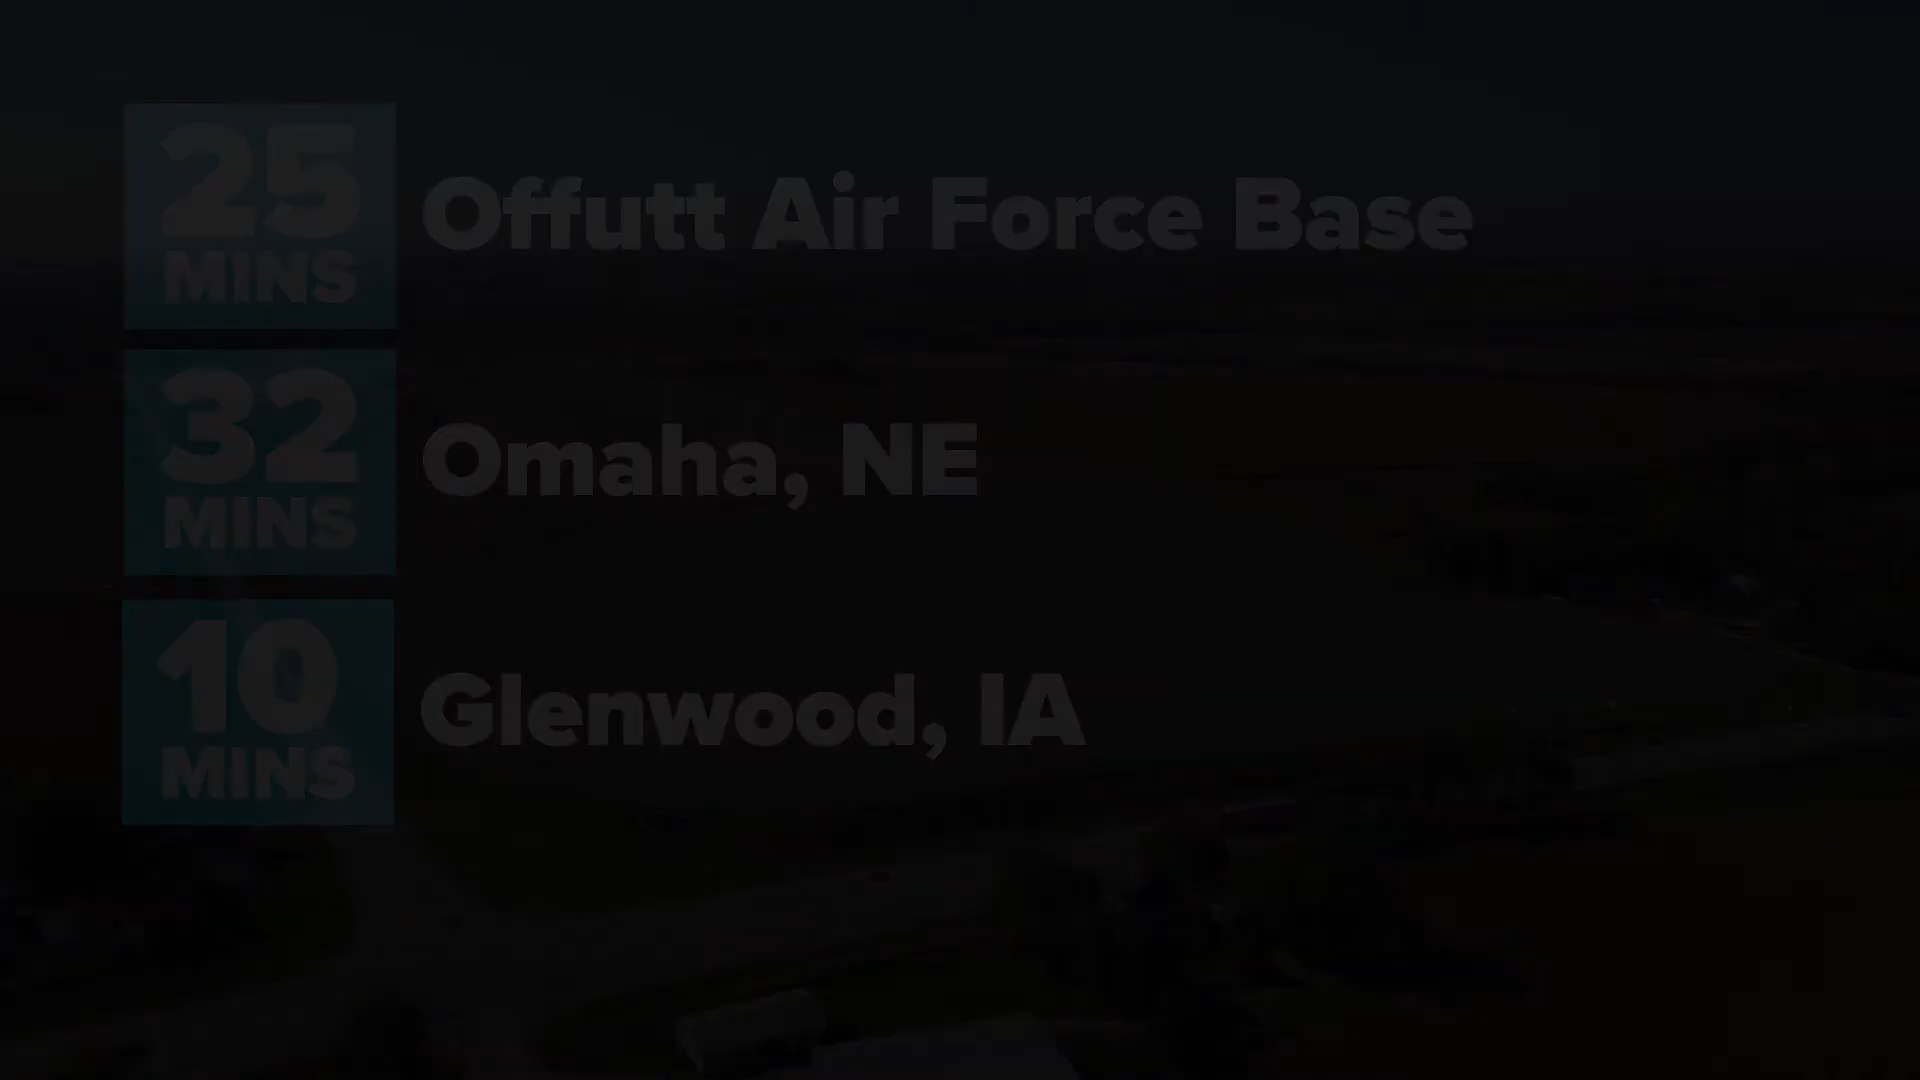 25
MINS
Offutt Air Force Base
32
MINS
Omaha, NE
10
MINS
Glenwood, IA